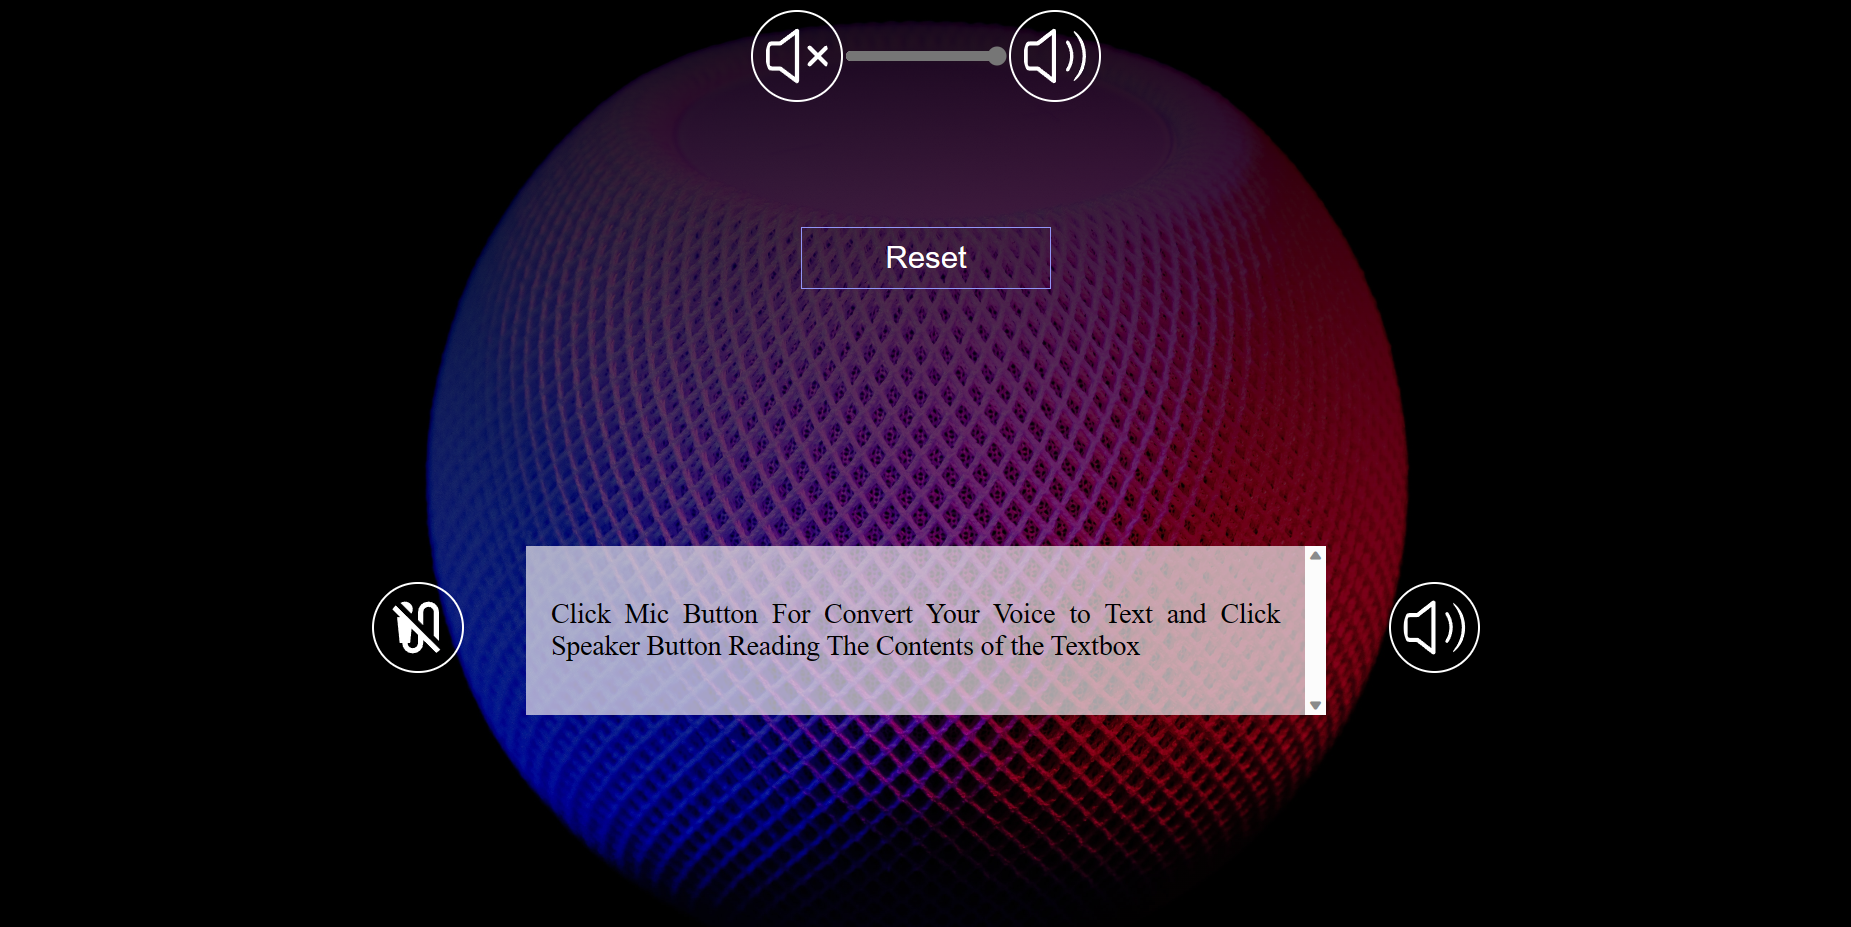 Reset
Click Mic Button For Convert Your Voice to Text and Click
Speaker Button Reading The Contents of the Textbox